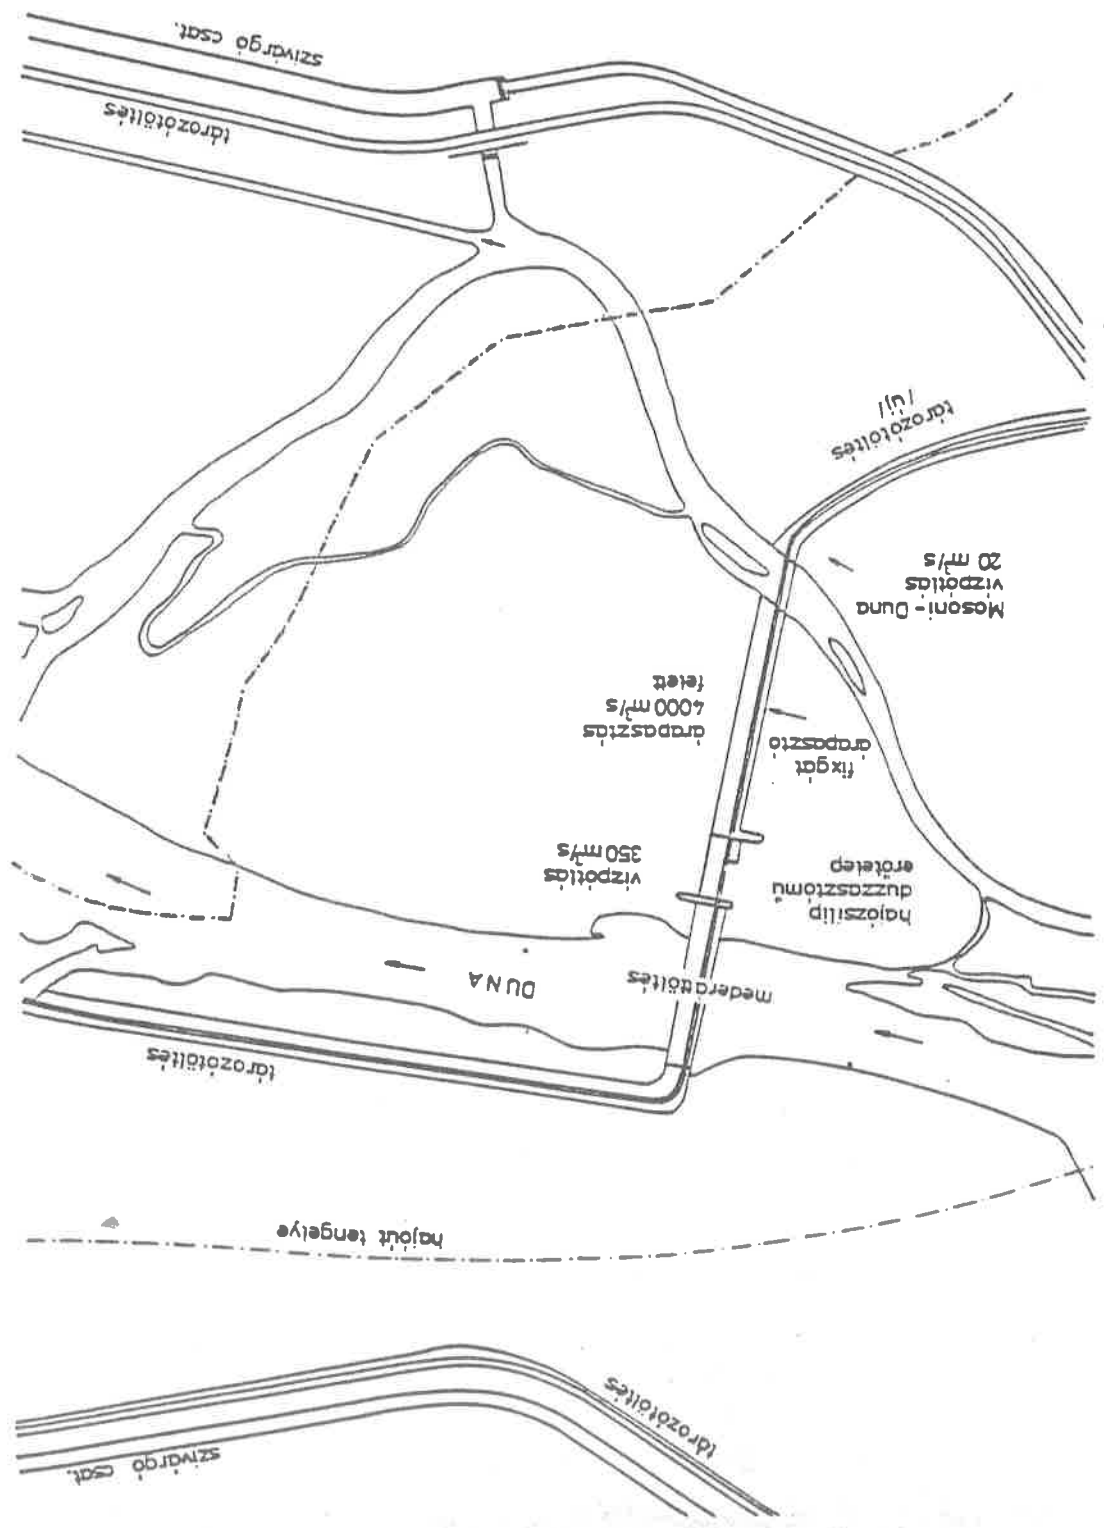 szivárgó csat.
tározótöltés
hajóút tengelye
tározótöltés
DUNA
mederáttöltés
hajózsilip
duzzasztómű
erőtelep
vízpótlás
350 m³/s
fixgát
árapasztó
árapasztás
4000 m³/s
felett
Mosoni-Duna
vízpótlás
20 m³/s
tározótöltés
/új/
tározótöltés
szivárgó csat.